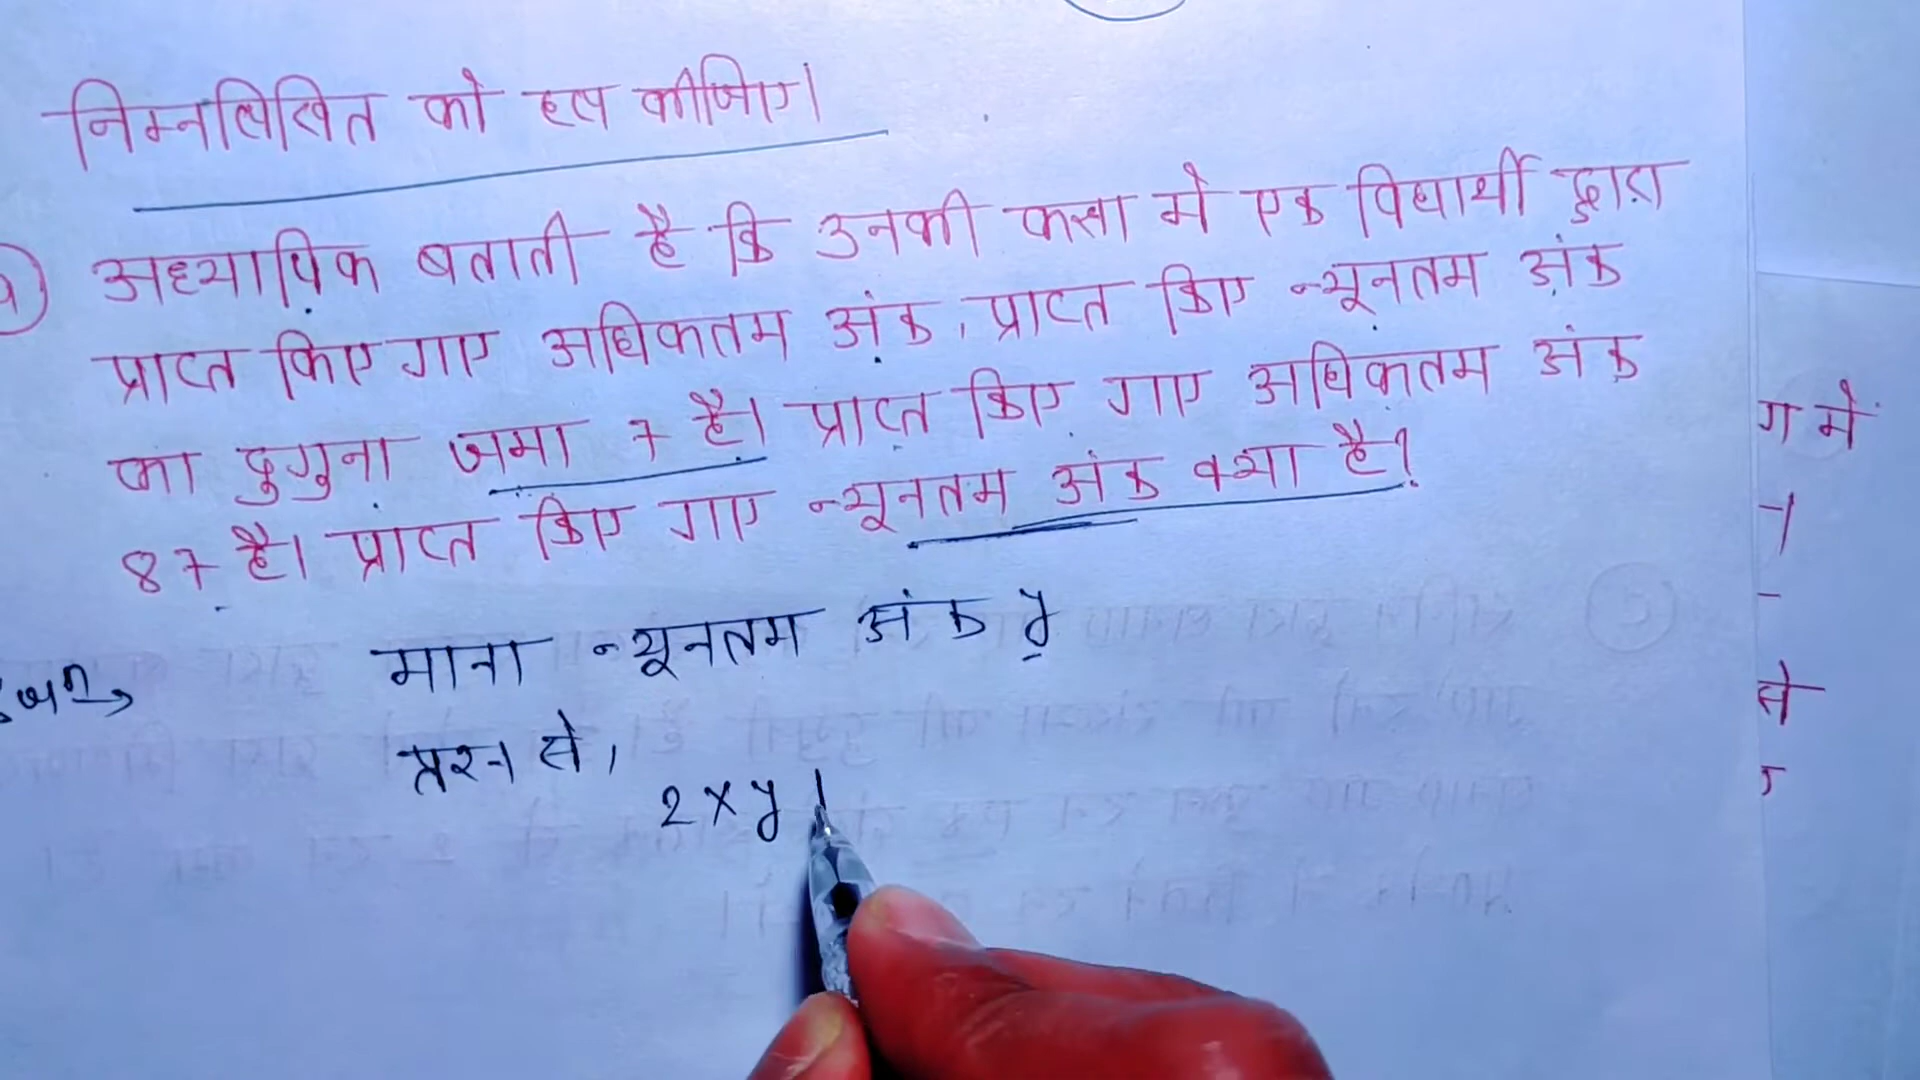 निम्नलिखित को हल कीजिए।
अध्यापिक बताती है कि उनकी कक्षा मे एक विद्यार्थी द्वारा
प्राप्त किए गए अधिकतम अंक, प्राप्त किए न्यूनतम अंक
का दुगुना जमा 7 है। प्राप्त किए गए अधिकतम अंक
87 है। प्राप्त किए गए न्यूनतम अंक क्या है?
माना न्यूनतम अंक y
प्रश्न से,
2 × y
ग में
से